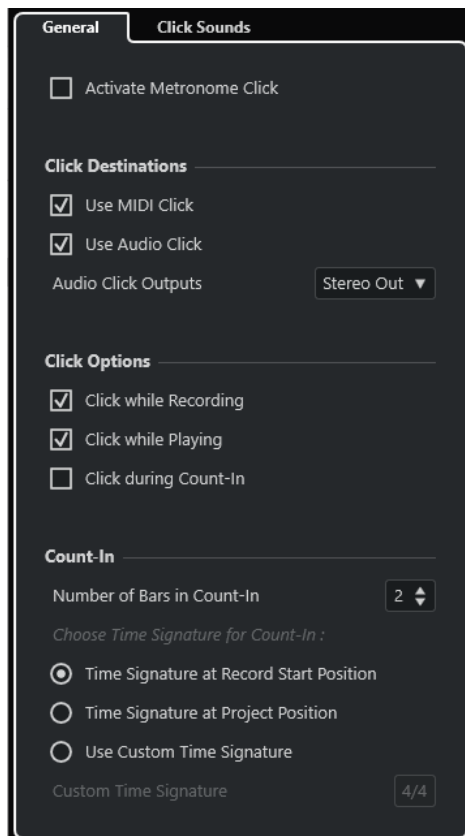 General Click Sounds
Activate Metronome Click
Click Destinations
Use MIDI Click
Use Audio Click
Audio Click Outputs Stereo Out
Click Options
Click while Recording
Click while Playing
Click during Count-In
Count-In
Number of Bars in Count-In 2
Choose Time Signature for Count-In :
Time Signature at Record Start Position
Time Signature at Project Position
Use Custom Time Signature
Custom Time Signature 4/4